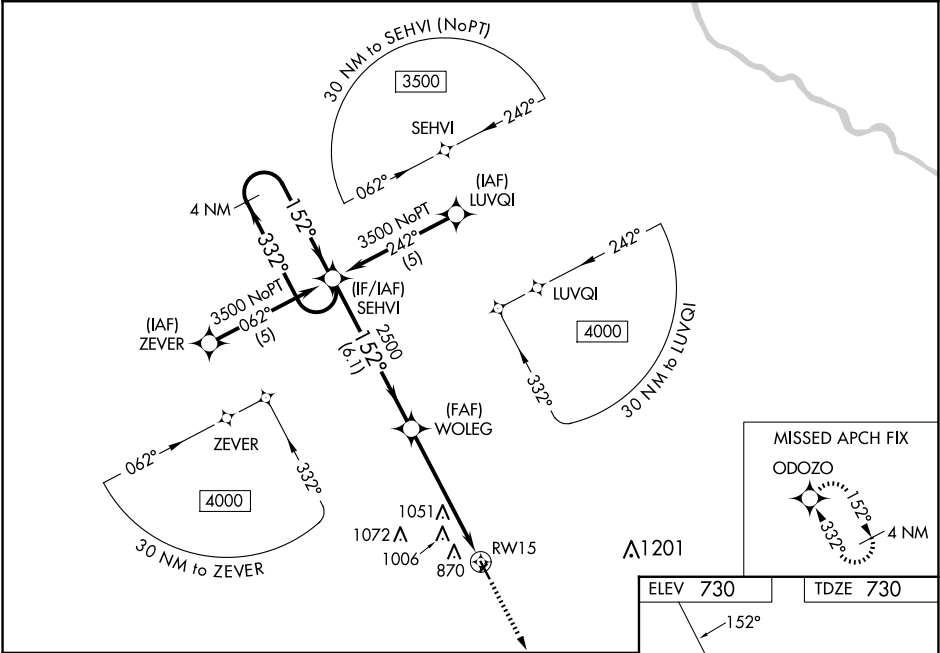 30 NM to SEHVI (NoPT)
3500
SEHVI
242°
062°
(IAF)
LUVQI
4 NM
152°
332°
3500 NoPT
242°
(5)
(IF/IAF)
SEHVI
3500 NoPT
062°
(5)
(IAF)
ZEVER
2500
152°
(6.1)
242°
LUVQI
4000
332°
30 NM to LUVQI
(FAF)
WOLEG
ZEVER
062°
332°
4000
30 NM to ZEVER
MISSED APCH FIX
ODOZO
152°
332°
4 NM
1051
1072
1006
870
RW15
1201
ELEV 730
TDZE 730
152°